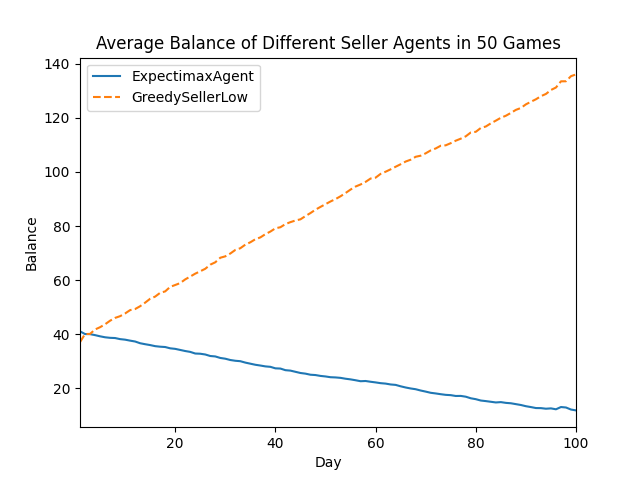 Average Balance of Different Seller Agents in 50 Games
ExpectimaxAgent
GreedySellerLow
Balance
140
120
100
80
60
40
20
20 40 60 80 100
Day